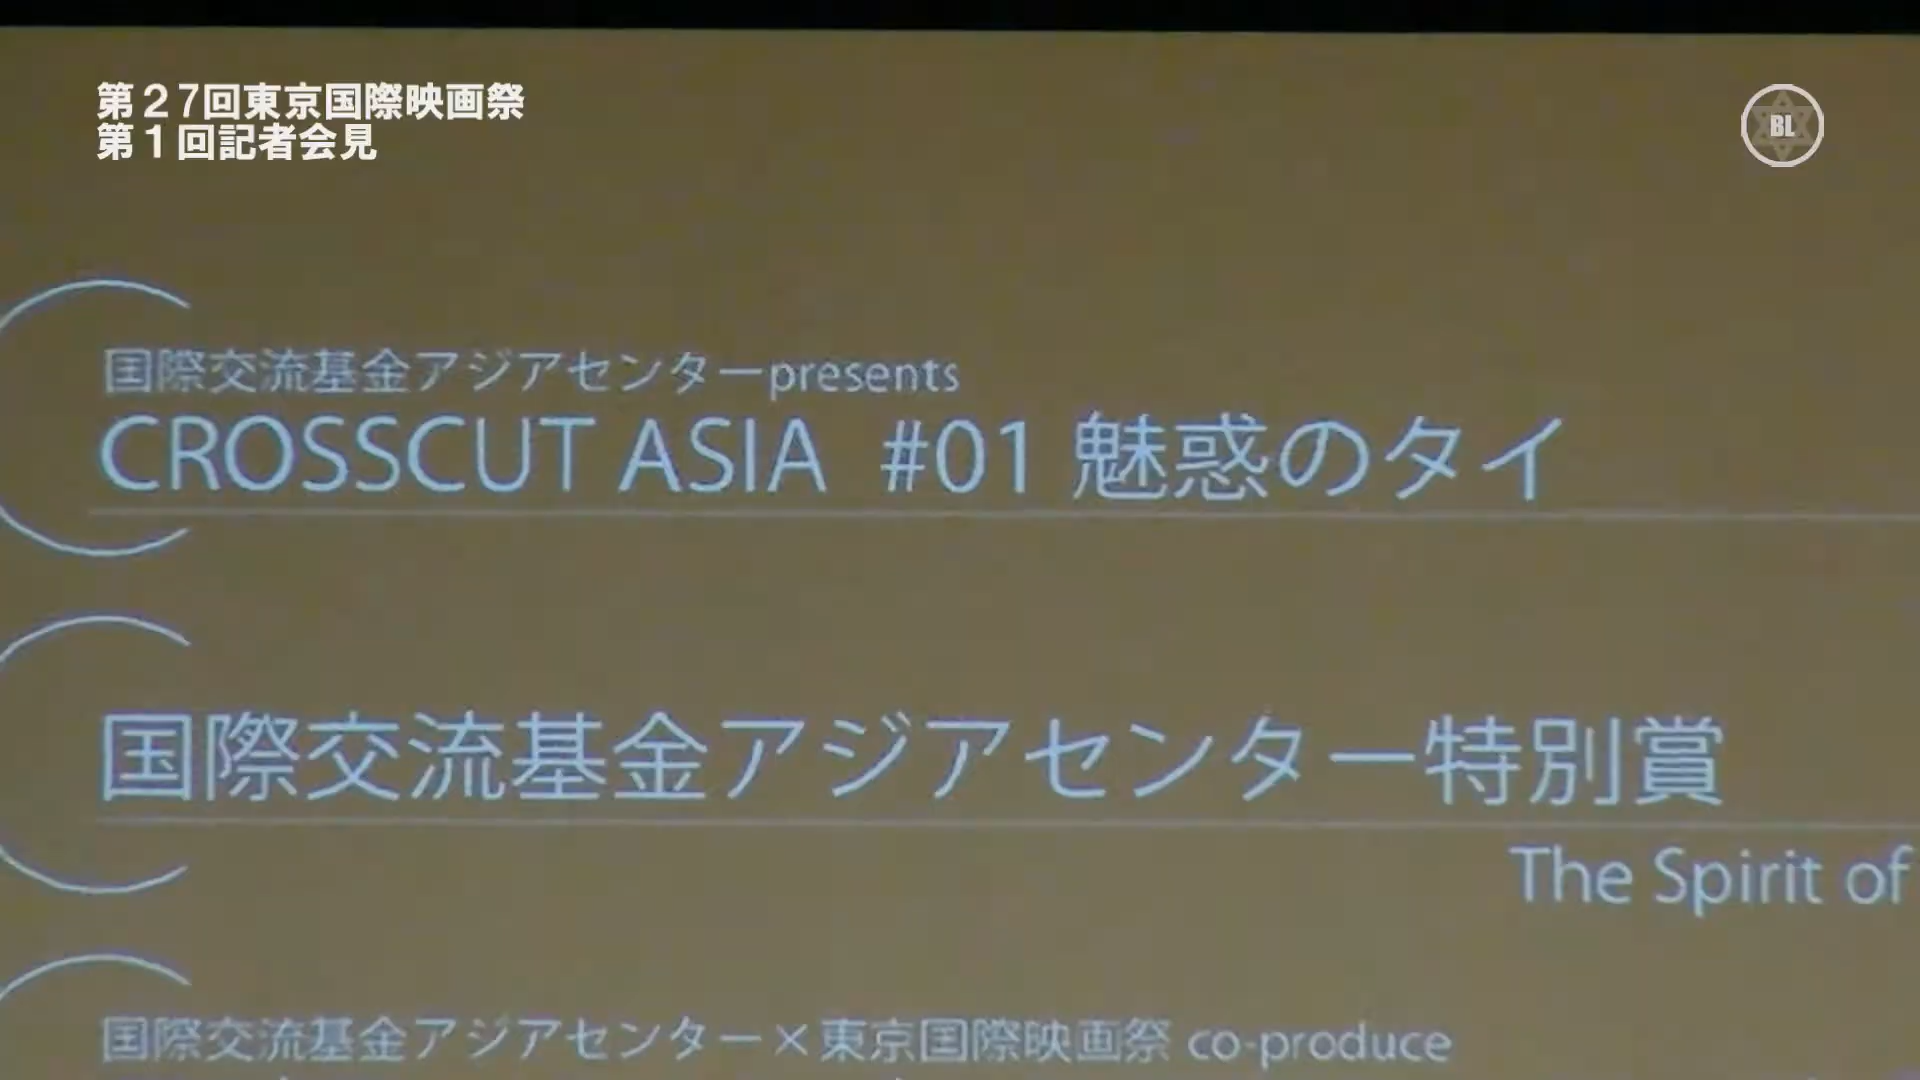 第２７回東京国際映画祭
第１回記者会見
BL
国際交流基金アジアセンターpresents
CROSSCUT ASIA #01 魅惑のタイ
国際交流基金アジアセンター特別賞
The Spirit of
国際交流基金アジアセンター×東京国際映画祭 co-produce